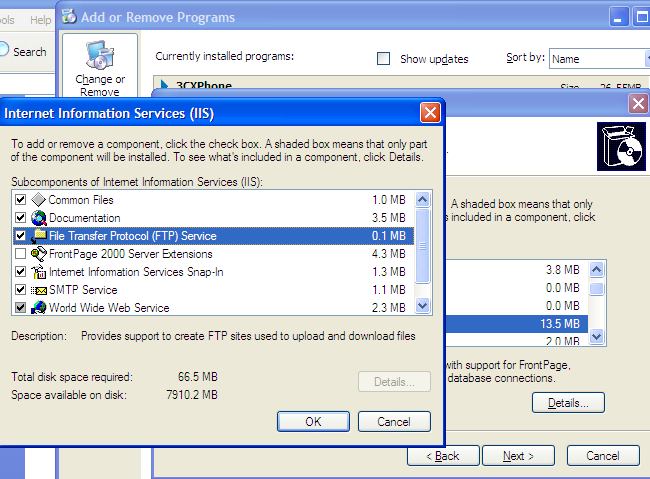 ools Help
Search
Add or Remove Programs
Change or
Remove
Currently installed programs:
Show updates
Sort by:
Name
3CXPhone
Size 26.55MB
Internet Information Services (IIS)
To add or remove a component, click the check box. A shaded box means that only part
of the component will be installed. To see what's included in a component, click Details.
Subcomponents of Internet Information Services (IIS):
Common Files 1.0 MB
Documentation 3.5 MB
File Transfer Protocol (FTP) Service 0.1 MB
FrontPage 2000 Server Extensions 4.3 MB
Internet Information Services Snap-In 1.3 MB
SMTP Service 1.1 MB
World Wide Web Service 2.3 MB
Description: Provides support to create FTP sites used to upload and download files
Total disk space required: 66.5 MB
Space available on disk: 7910.2 MB
Details...
OK
Cancel
A shaded box means that only
s included in a component, click
3.8 MB
0.0 MB
0.0 MB
13.5 MB
2.0 MB
with support for FrontPage,
database connections.
Details...
< Back
Next >
Cancel